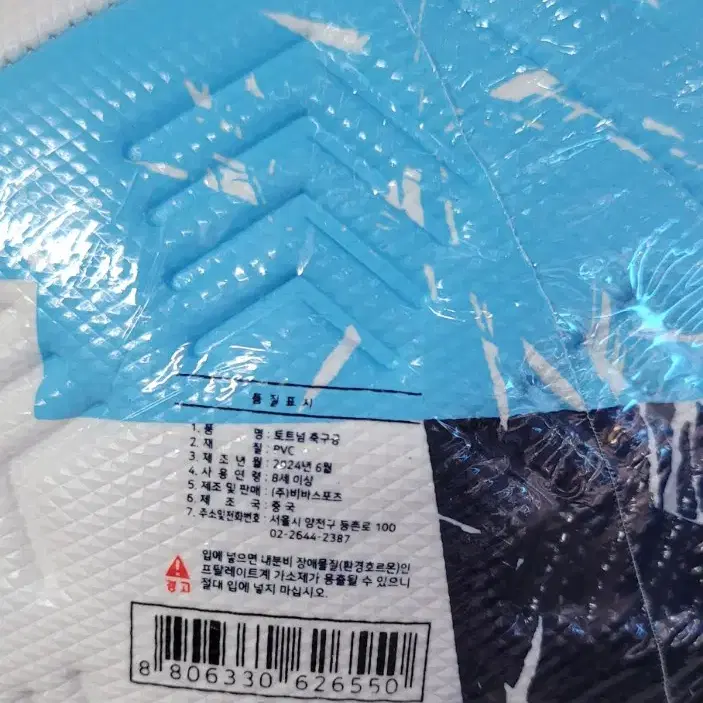 품 질 표 시
1. 품 명 : 토트넘 축구공
2. 재 질 : PVC
3. 제 조 년 월 : 2024년 6월
4. 사 용 연 령 : 8세 이상
5. 제조 및 판매 : (주)비바스포츠
6. 제 조 국 : 중 국
7. 주소및전화번호 : 서울시 양천구 등촌로 100
02-2644-2387
입에 넣으면 내분비 장애물질(환경호르몬)인
프탈레이트계 가소제가 용출될 수 있으니
절대 입에 넣지 마십시오.
경고
8 806330 626550